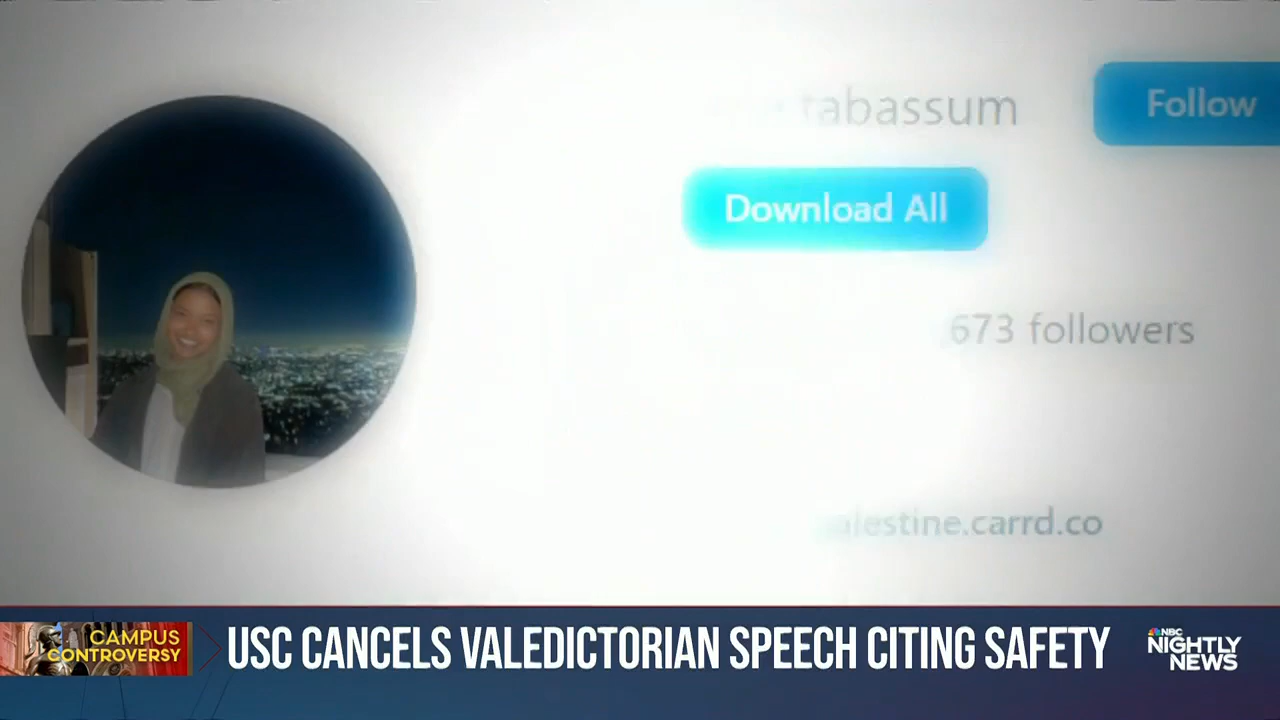 tabassum
Follow
Download All
673 followers
alestine.carrd.co
CAMPUS
CONTROVERSY
USC CANCELS VALEDICTORIAN SPEECH CITING SAFETY
NBC
NIGHTLY
NEWS